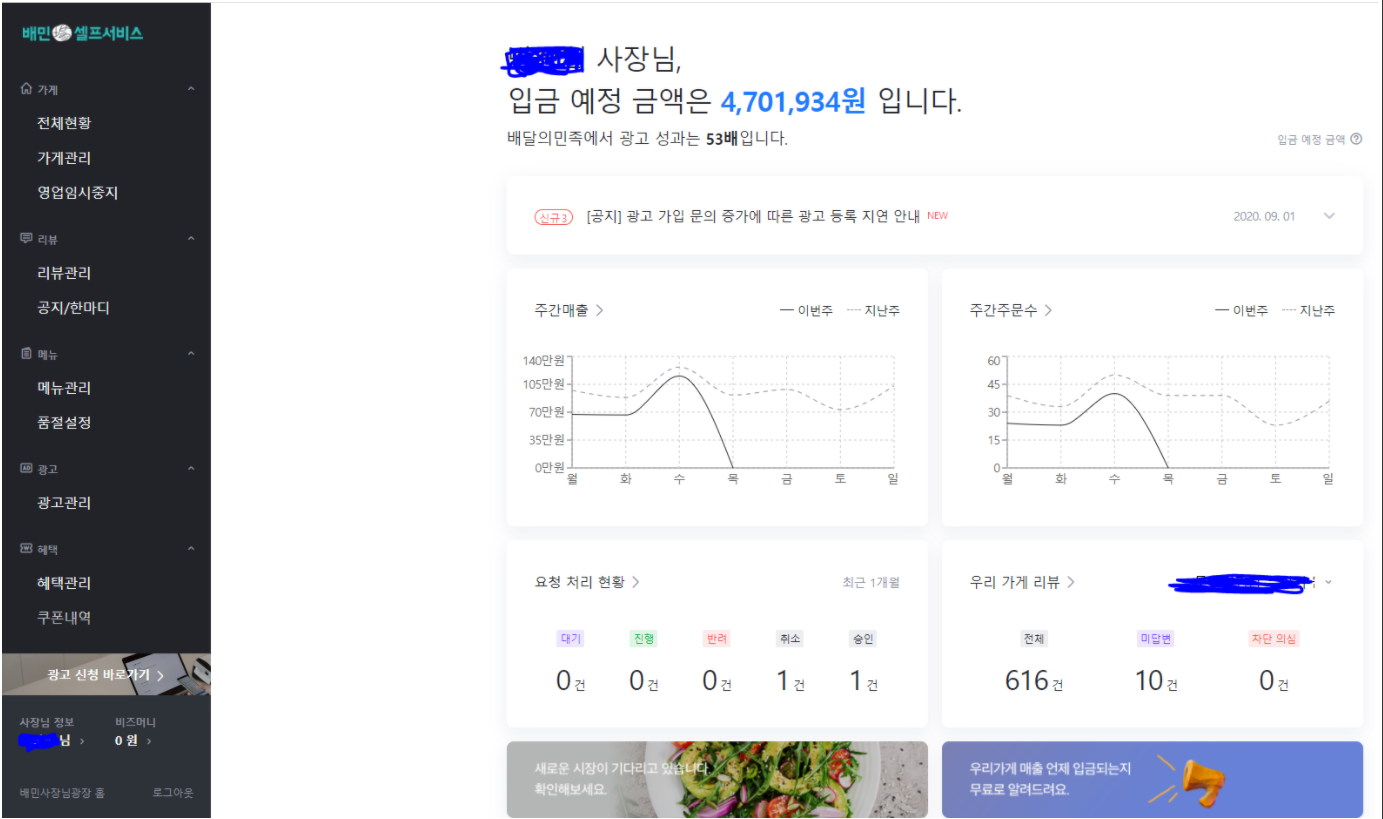 배민 셀프서비스
가게
전체현황
가게관리
영업임시중지
리뷰
리뷰관리
공지/한마디
메뉴
메뉴관리
품절설정
광고
광고관리
혜택
혜택관리
쿠폰내역
광고 신청 바로가기
사장님 정보 비즈머니
님 0 원
배민사장님광장 홈 로그아웃
사장님,
입금 예정 금액은 4,701,934원 입니다.
배달의민족에서 광고 성과는 53배입니다.
입금 예정 금액 ?
신규3 [공지] 광고 가입 문의 증가에 따른 광고 등록 지연 안내 NEW 2020. 09. 01
주간매출 이번주 지난주
140만원
105만원
70만원
35만원
0만원
월 화 수 목 금 토 일
주간주문수 이번주 지난주
60
45
30
15
0
월 화 수 목 금 토 일
요청 처리 현황 최근 1개월
대기 진행 반려 취소 승인
0건 0건 0건 1건 1건
우리 가게 리뷰
전체 미답변 차단 의심
616건 10건 0건
새로운 시장이 기다리고 있습니다.
확인해보세요.
우리가게 매출 언제 입금되는지
무료로 알려드려요.